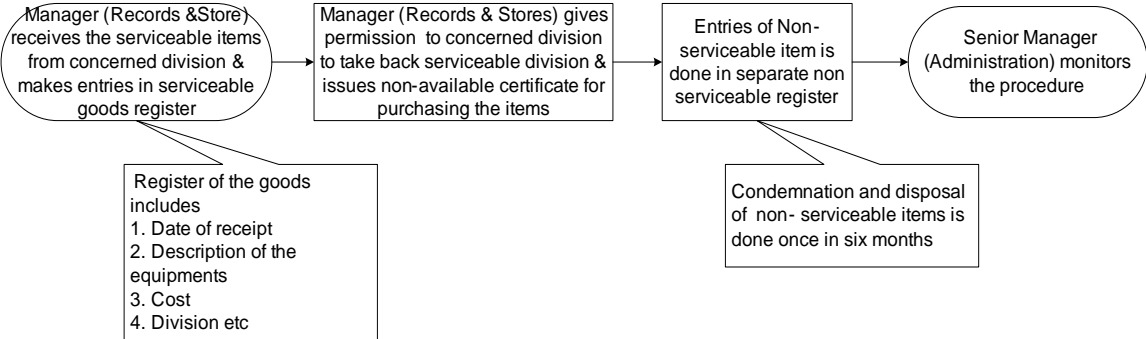 Manager (Records &Store)
receives the serviceable items
from concerned division &
makes entries in serviceable
goods register
Manager (Records & Stores) gives
permission to concerned division
to take back serviceable division &
issues non-available certificate for
purchasing the items
Entries of Non-
serviceable item is
done in separate non
serviceable register
Senior Manager
(Administration) monitors
the procedure
Register of the goods
includes
1. Date of receipt
2. Description of the
equipments
3. Cost
4. Division etc
Condemnation and disposal
of non- serviceable items is
done once in six months